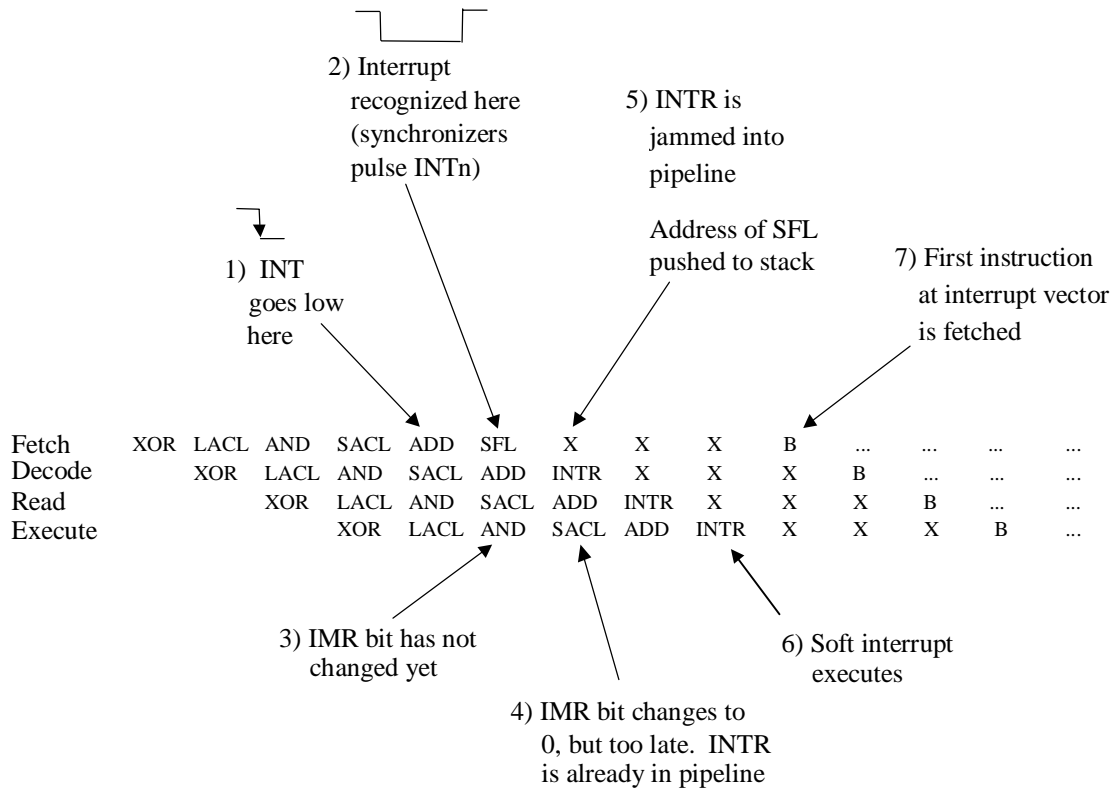 2) Interrupt
recognized here
(synchronizers
pulse INTn)
5) INTR is
jammed into
pipeline
Address of SFL
pushed to stack
1) INT
goes low
here
7) First instruction
at interrupt vector
is fetched
Fetch XOR LACL AND SACL ADD SFL X X X B ... ... ... ...
Decode XOR LACL AND SACL ADD INTR X X X B ... ... ...
Read XOR LACL AND SACL ADD INTR X X X B ... ...
Execute XOR LACL AND SACL ADD INTR X X X B ...
3) IMR bit has not
changed yet
6) Soft interrupt
executes
4) IMR bit changes to
0, but too late. INTR
is already in pipeline